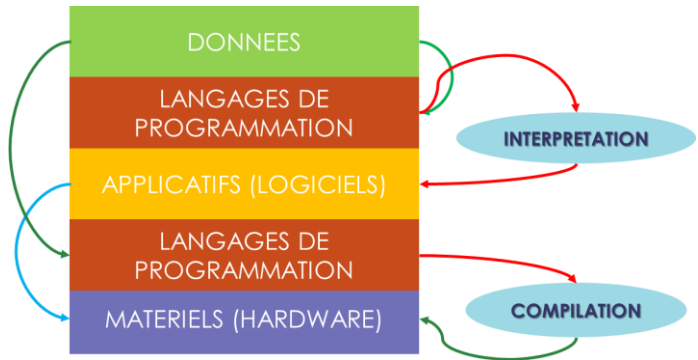 DONNEES
LANGAGES DE
PROGRAMMATION
INTERPRETATION
APPLICATIFS (LOGICIELS)
LANGAGES DE
PROGRAMMATION
COMPILATION
MATERIELS (HARDWARE)